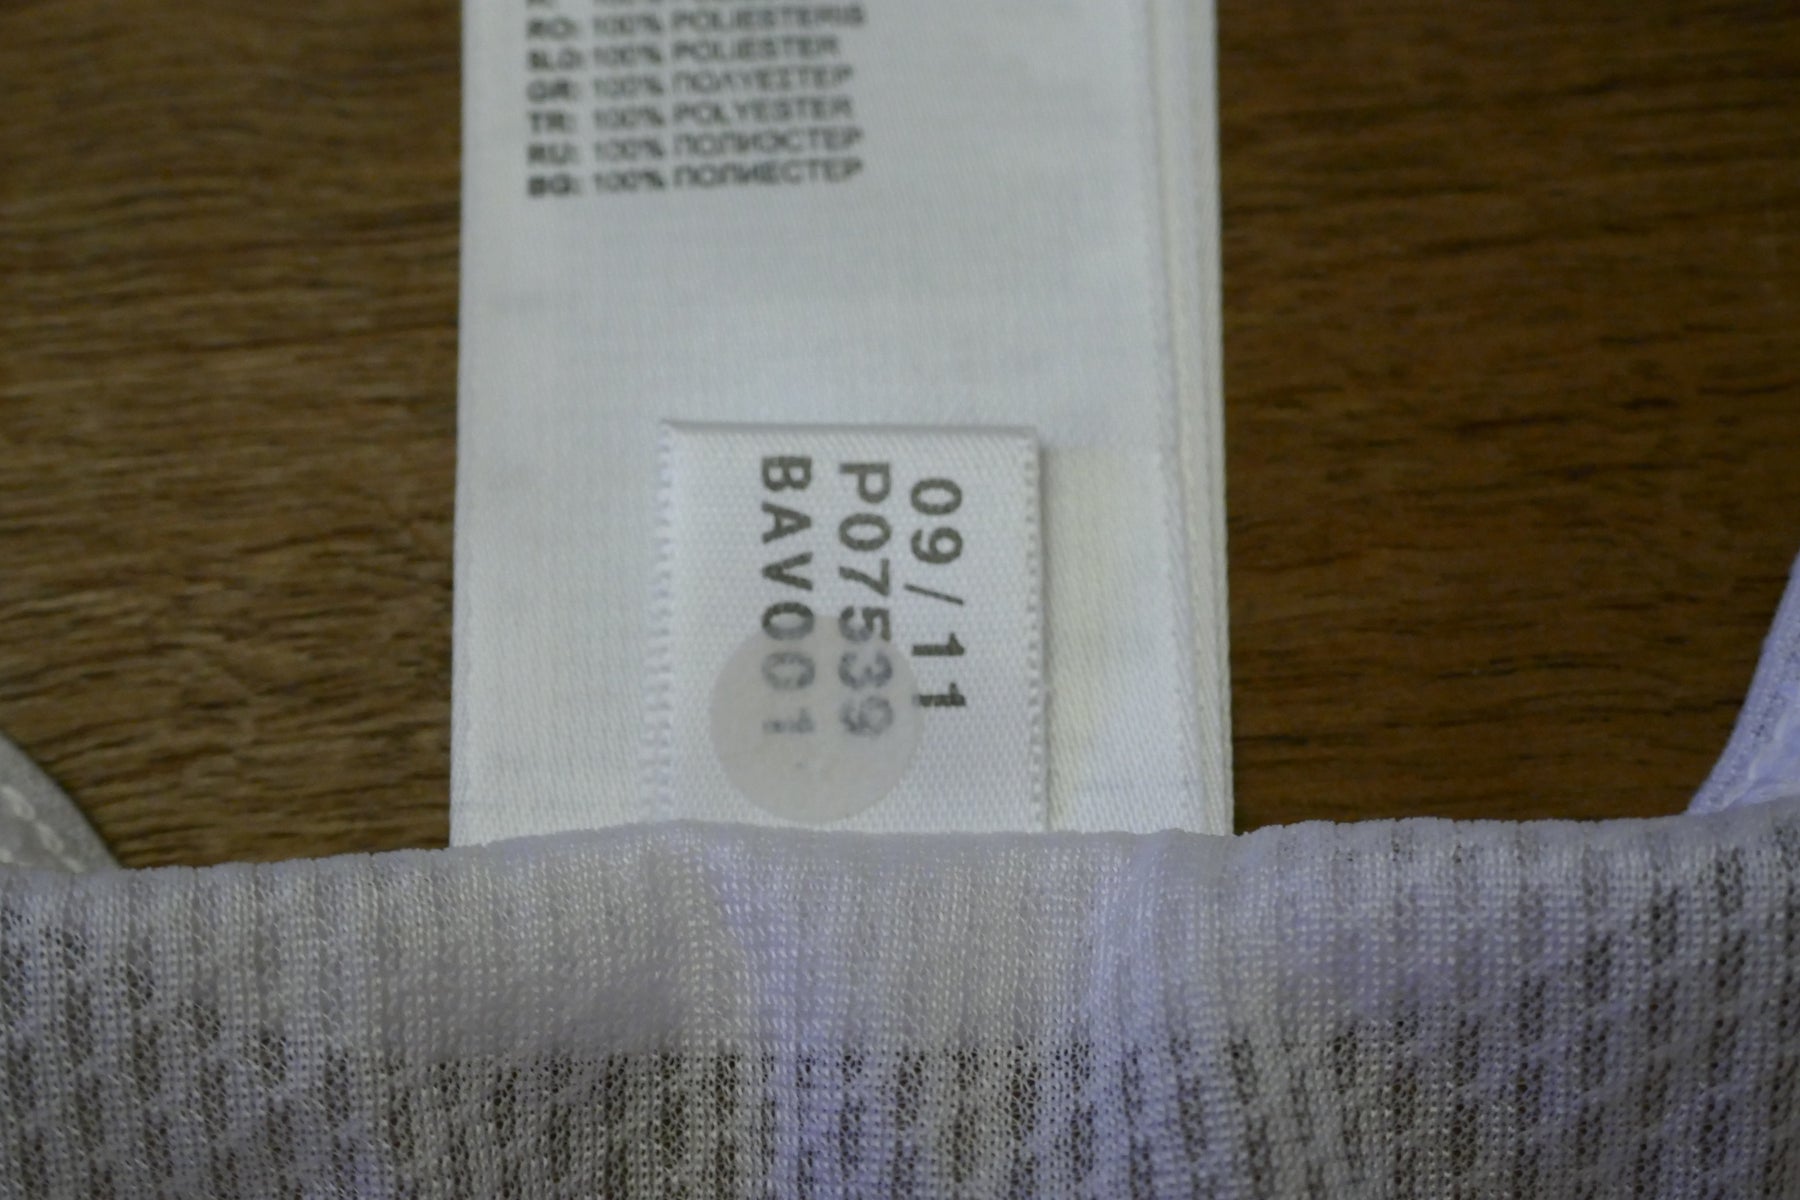 RO: 100% POLIESTERIS
SLO: 100% POLIESTER
GR: 100% ΠΟΛΥΕΣΤΕΡ
TR: 100% POLYESTER
RU: 100% ПОЛИОСТЕР
BG: 100% ПОЛИЕСТЕР
09/11
P07539
BAV001